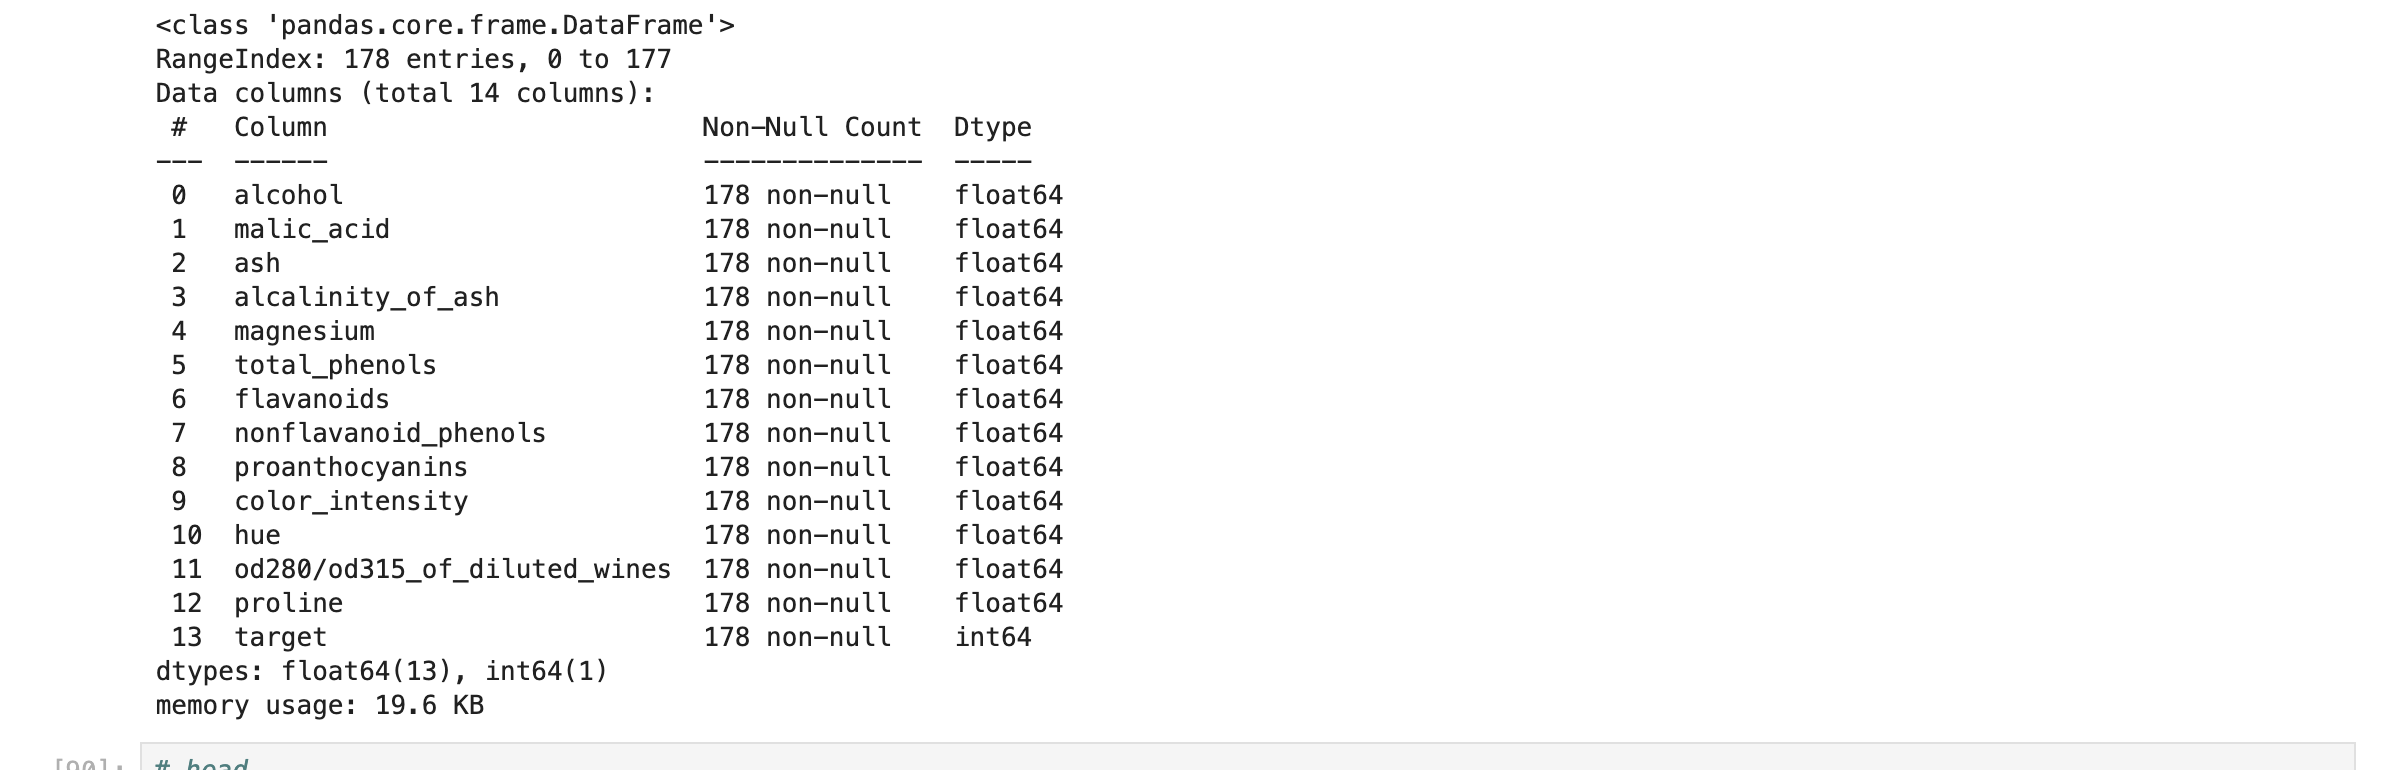 <class 'pandas.core.frame.DataFrame'>
RangeIndex: 178 entries, 0 to 177
Data columns (total 14 columns):
 #   Column                        Non-Null Count  Dtype
---  ------                        --------------  -----
 0   alcohol                       178 non-null    float64
 1   malic_acid                    178 non-null    float64
 2   ash                           178 non-null    float64
 3   alcalinity_of_ash             178 non-null    float64
 4   magnesium                     178 non-null    float64
 5   total_phenols                 178 non-null    float64
 6   flavanoids                    178 non-null    float64
 7   nonflavanoid_phenols          178 non-null    float64
 8   proanthocyanins               178 non-null    float64
 9   color_intensity               178 non-null    float64
 10  hue                           178 non-null    float64
 11  od280/od315_of_diluted_wines  178 non-null    float64
 12  proline                       178 non-null    float64
 13  target                        178 non-null    int64
dtypes: float64(13), int64(1)
memory usage: 19.6 KB
# head